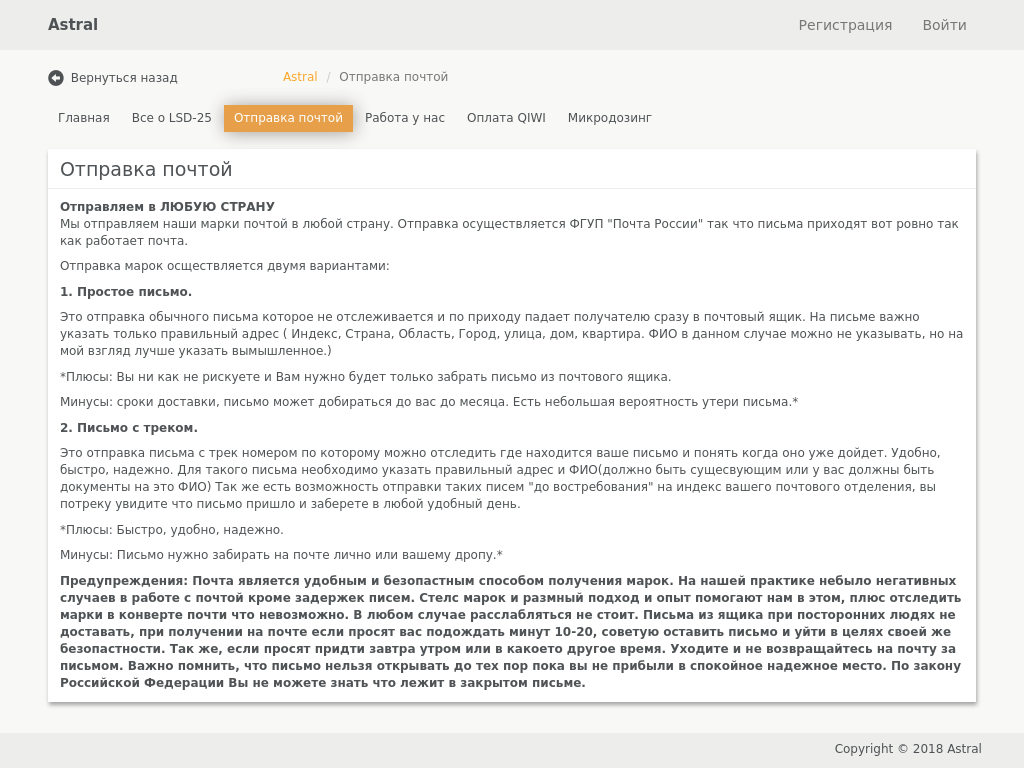 Astral
Регистрация
Войти
Вернуться назад
Astral / Отправка почтой
Главная
Все о LSD-25
Отправка почтой
Работа у нас
Оплата QIWI
Микродозинг
Отправка почтой
Отправляем в ЛЮБУЮ СТРАНУ
Мы отправляем наши марки почтой в любой страну. Отправка осуществляется ФГУП "Почта России" так что письма приходят вот ровно так
как работает почта.
Отправка марок осществляется двумя вариантами:
1. Простое письмо.
Это отправка обычного письма которое не отслеживается и по приходу падает получателю сразу в почтовый ящик. На письме важно
указать только правильный адрес ( Индекс, Страна, Область, Город, улица, дом, квартира. ФИО в данном случае можно не указывать, но на
мой взгляд лучше указать вымышленное.)
*Плюсы: Вы ни как не рискуете и Вам нужно будет только забрать письмо из почтового ящика.
Минусы: сроки доставки, письмо может добираться до вас до месяца. Есть небольшая вероятность утери письма.*
2. Письмо с треком.
Это отправка письма с трек номером по которому можно отследить где находится ваше письмо и понять когда оно уже дойдет. Удобно,
быстро, надежно. Для такого письма необходимо указать правильный адрес и ФИО(должно быть сущесвующим или у вас должны быть
документы на это ФИО) Так же есть возможность отправки таких писем "до востребования" на индекс вашего почтового отделения, вы
потреку увидите что письмо пришло и заберете в любой удобный день.
*Плюсы: Быстро, удобно, надежно.
Минусы: Письмо нужно забирать на почте лично или вашему дропу.*
Предупреждения: Почта является удобным и безопастным способом получения марок. На нашей практике небыло негативных
случаев в работе с почтой кроме задержек писем. Стелс марок и размный подход и опыт помогают нам в этом, плюс отследить
марки в конверте почти что невозможно. В любом случае расслабляться не стоит. Письма из ящика при посторонних людях не
доставать, при получении на почте если просят вас подождать минут 10-20, советую оставить письмо и уйти в целях своей же
безопастности. Так же, если просят придти завтра утром или в какоето другое время. Уходите и не возвращайтесь на почту за
письмом. Важно помнить, что письмо нельзя открывать до тех пор пока вы не прибыли в спокойное надежное место. По закону
Российской Федерации Вы не можете знать что лежит в закрытом письме.
Copyright © 2018 Astral